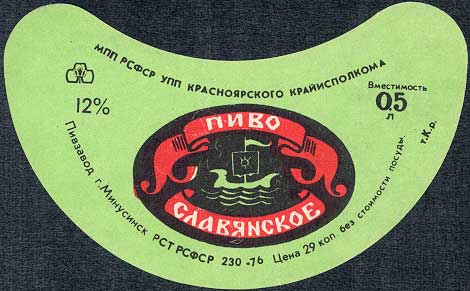 МПП РСФСР УПП КРАСНОЯРСКОГО КРАЙИСПОЛКОМА
12%
Вместимость
0,5
л
ПИВО
СЛАВЯНСКОЕ
Пивзавод г. Минусинск РСТ РСФСР 230-76 Цена 29 коп. без стоимости посуды. т.К.р.